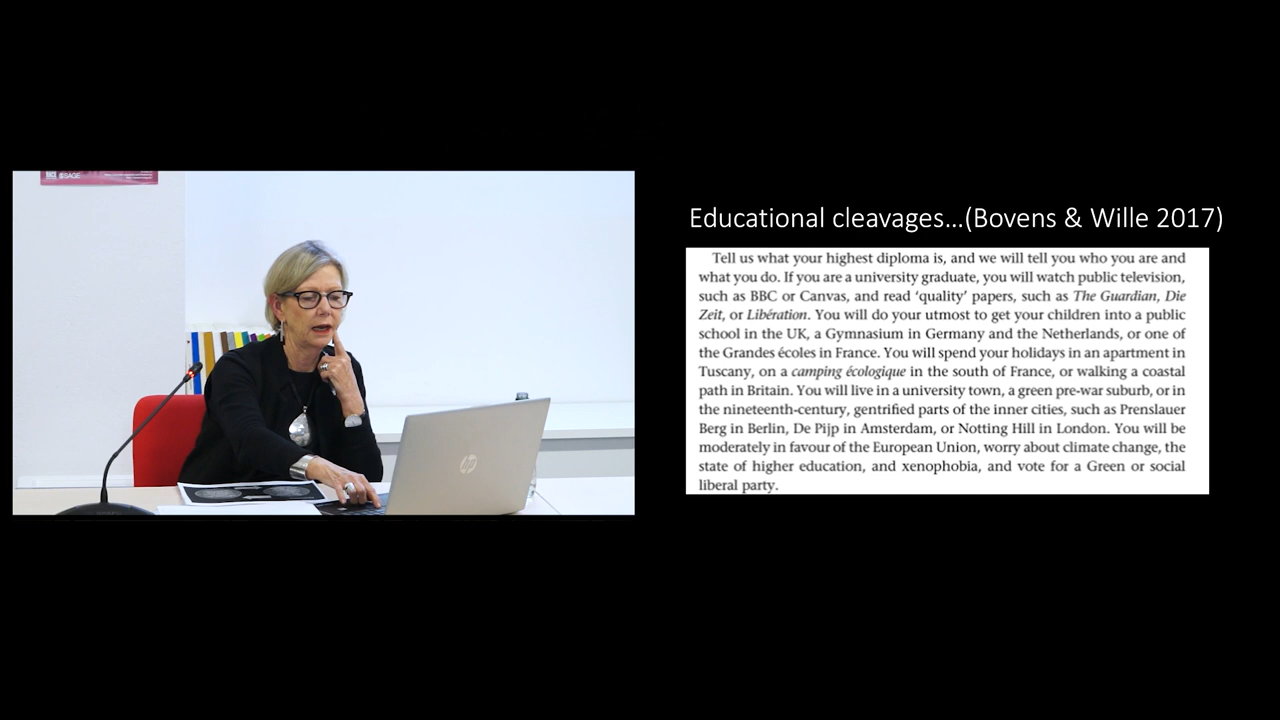 SAGE
Educational cleavages...(Bovens & Wille 2017)
Tell us what your highest diploma is, and we will tell you who you are and
what you do. If you are a university graduate, you will watch public television,
such as BBC or Canvas, and read ‘quality’ papers, such as The Guardian, Die
Zeit, or Libération. You will do your utmost to get your children into a public
school in the UK, a Gymnasium in Germany and the Netherlands, or one of
the Grandes écoles in France. You will spend your holidays in an apartment in
Tuscany, on a camping écologique in the south of France, or walking a coastal
path in Britain. You will live in a university town, a green pre-war suburb, or in
the nineteenth-century, gentrified parts of the inner cities, such as Prenslauer
Berg in Berlin, De Pijp in Amsterdam, or Notting Hill in London. You will be
moderately in favour of the European Union, worry about climate change, the
state of higher education, and xenophobia, and vote for a Green or social
liberal party.
hp